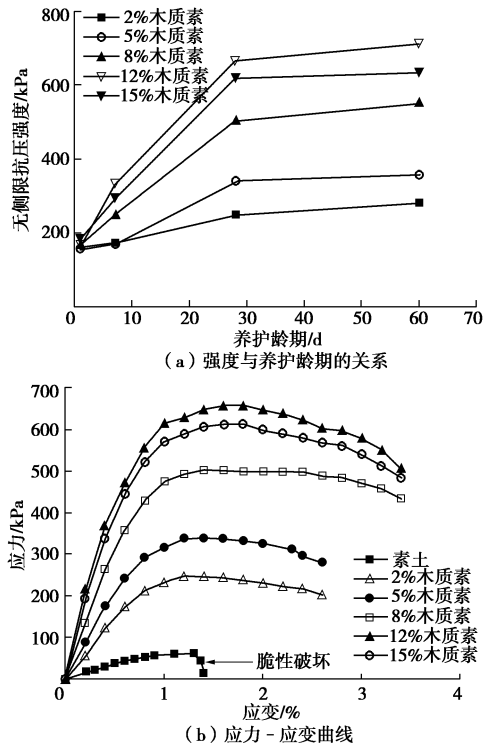 800
600
400
200
无侧限抗压强度/kPa
2%木质素
5%木质素
8%木质素
12%木质素
15%木质素
0 10 20 30 40 50 60 70
养护龄期/d
(a) 强度与养护龄期的关系
700
600
500
400
300
200
100
应力/kPa
素土
2%木质素
5%木质素
8%木质素
12%木质素
15%木质素
脆性破坏
0 1 2 3 4
应变/%
(b) 应力-应变曲线